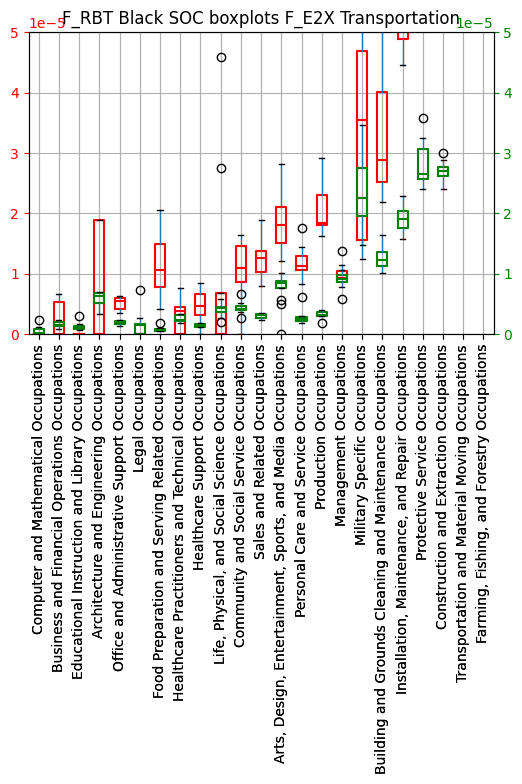 F_RBT Black SOC boxplots F_E2X Transportation
1e−5
1e−5
5
4
3
2
1
0
5
4
3
2
1
0
Computer and Mathematical Occupations
Business and Financial Operations Occupations
Educational Instruction and Library Occupations
Architecture and Engineering Occupations
Office and Administrative Support Occupations
Legal Occupations
Food Preparation and Serving Related Occupations
Healthcare Practitioners and Technical Occupations
Healthcare Support Occupations
Life, Physical, and Social Science Occupations
Community and Social Service Occupations
Sales and Related Occupations
Arts, Design, Entertainment, Sports, and Media Occupations
Personal Care and Service Occupations
Production Occupations
Management Occupations
Military Specific Occupations
Building and Grounds Cleaning and Maintenance Occupations
Installation, Maintenance, and Repair Occupations
Protective Service Occupations
Construction and Extraction Occupations
Transportation and Material Moving Occupations
Farming, Fishing, and Forestry Occupations